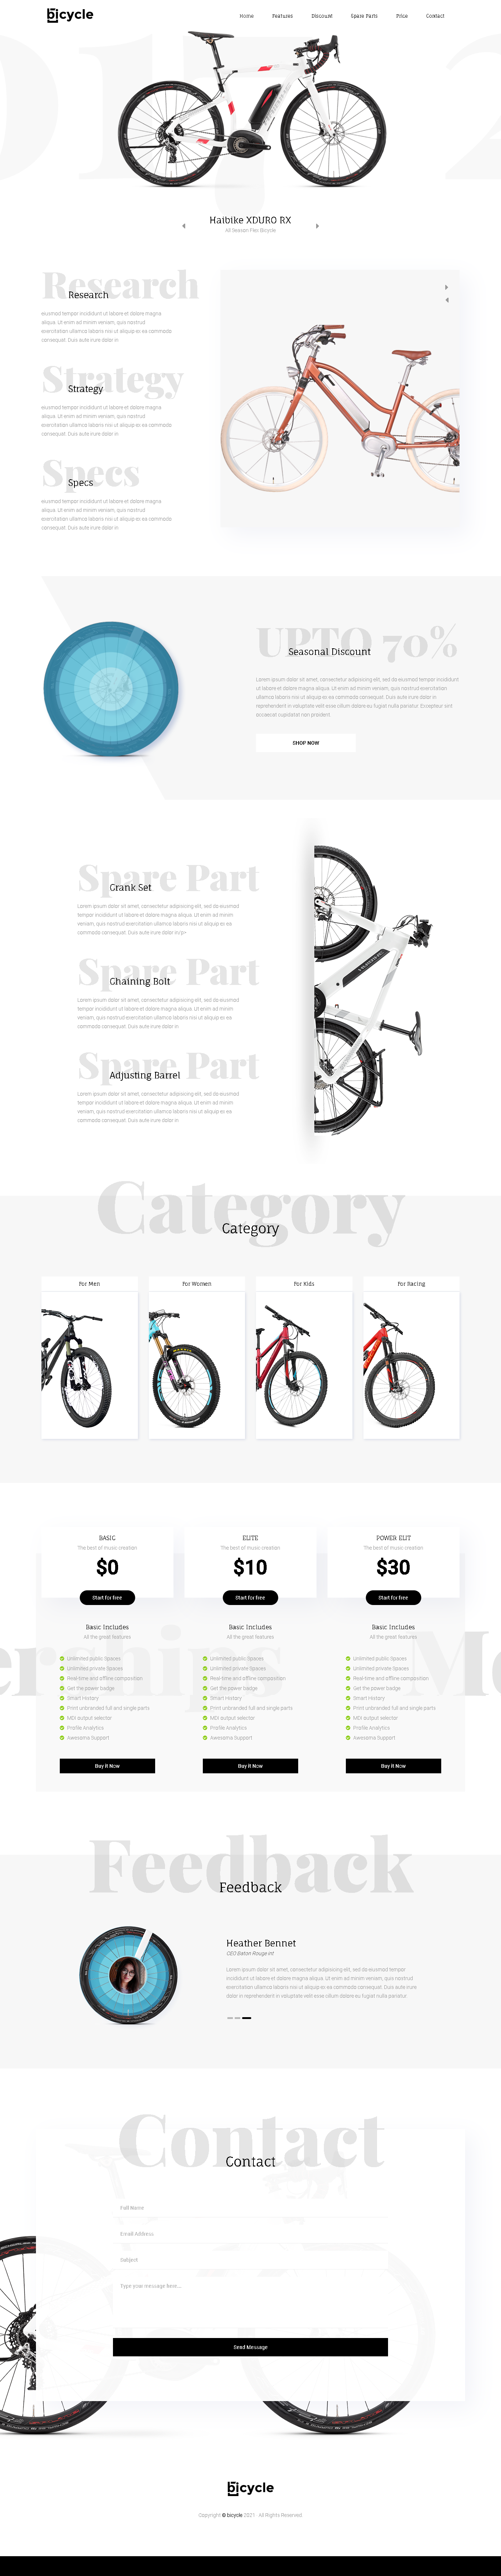 bicycle
Home Features Discount Spare Parts Price Contact
Haibike XDURO RX
All Season Flex Bicycle
Research
Research
eiusmod tempor incididunt ut labore et dolore magna
aliqua. Ut enim ad minim veniam, quis nostrud
exercitation ullamco laboris nisi ut aliquip ex ea commodo
consequat. Duis aute irure dolor in
Strategy
Strategy
eiusmod tempor incididunt ut labore et dolore magna
aliqua. Ut enim ad minim veniam, quis nostrud
exercitation ullamco laboris nisi ut aliquip ex ea commodo
consequat. Duis aute irure dolor in
Specs
Specs
eiusmod tempor incididunt ut labore et dolore magna
aliqua. Ut enim ad minim veniam, quis nostrud
exercitation ullamco laboris nisi ut aliquip ex ea commodo
consequat. Duis aute irure dolor in
UPTO 70%
Seasonal Discount
Lorem ipsum dolor sit amet, consectetur adipisicing elit, sed do eiusmod tempor incididunt
ut labore et dolore magna aliqua. Ut enim ad minim veniam, quis nostrud exercitation
ullamco laboris nisi ut aliquip ex ea commodo consequat. Duis aute irure dolor in
reprehenderit in voluptate velit esse cillum dolore eu fugiat nulla pariatur. Excepteur sint
occaecat cupidatat non proident
SHOP NOW
Spare Part
Crank Set
Lorem ipsum dolor sit amet, consectetur adipisicing elit, sed do eiusmod
tempor incididunt ut labore et dolore magna aliqua. Ut enim ad minim
veniam, quis nostrud exercitation ullamco laboris nisi ut aliquip ex ea
commodo consequat. Duis aute irure dolor in/p>
Spare Part
Chaining Bolt
Lorem ipsum dolor sit amet, consectetur adipisicing elit, sed do eiusmod
tempor incididunt ut labore et dolore magna aliqua. Ut enim ad minim
veniam, quis nostrud exercitation ullamco laboris nisi ut aliquip ex ea
commodo consequat. Duis aute irure dolor in
Spare Part
Adjusting Barrel
Lorem ipsum dolor sit amet, consectetur adipisicing elit, sed do eiusmod
tempor incididunt ut labore et dolore magna aliqua. Ut enim ad minim
veniam, quis nostrud exercitation ullamco laboris nisi ut aliquip ex ea
commodo consequat. Duis aute irure dolor in
Category
Category
For Men For Women For Kids For Racing
BASIC ELITE POWER ELIT
The best of music creation The best of music creation The best of music creation
$0 $10 $30
Start for free Start for free Start for free
Basic Includes Basic Includes Basic Includes
All the great features All the great features All the great features
Unlimited public Spaces Unlimited public Spaces Unlimited public Spaces
Unlimited private Spaces Unlimited private Spaces Unlimited private Spaces
Real-time and offline composition Real-time and offline composition Real-time and offline composition
Get the power badge Get the power badge Get the power badge
Smart History Smart History Smart History
Print unbranded full and single parts Print unbranded full and single parts Print unbranded full and single parts
MIDI output selector MIDI output selector MIDI output selector
Profile Analytics Profile Analytics Profile Analytics
Awesome Support Awesome Support Awesome Support
Buy It Now Buy It Now Buy It Now
Feedback
Feedback
Heather Bennet
CEO Eaton Rouge int
Lorem ipsum dolor sit amet, consectetur adipisicing elit, sed do eiusmod tempor
incididunt ut labore et dolore magna aliqua. Ut enim ad minim veniam, quis nostrud
exercitation ullamco laboris nisi ut aliquip ex ea commodo consequat. Duis aute irure
dolor in reprehenderit in voluptate velit esse cillum dolore eu fugiat nulla pariatur
Contact
Contact
Full Name
Email Address
Subject
Type your message here...
Send Message
bicycle
Copyright © bicycle 2021 . All Rights Reserved